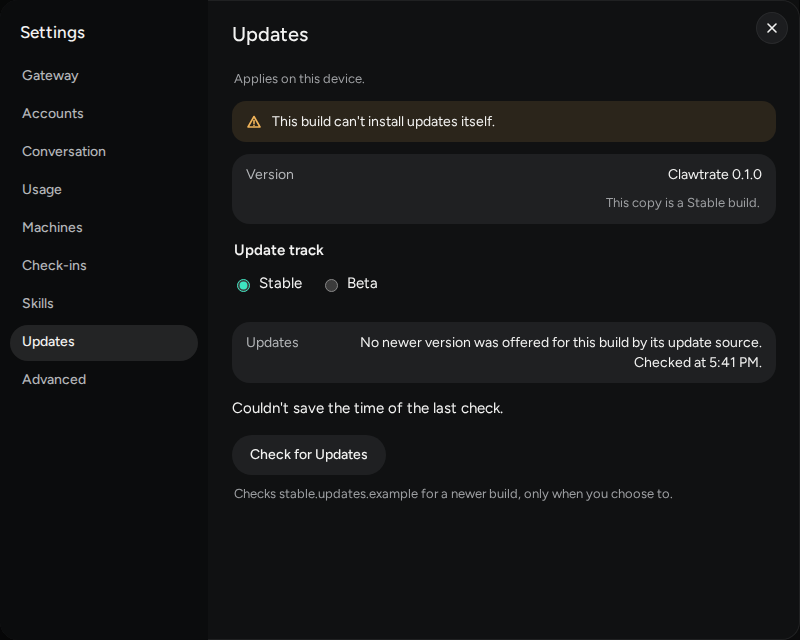 Settings
Gateway
Accounts
Conversation
Usage
Machines
Check-ins
Skills
Updates
Advanced
Updates
Applies on this device.
This build can't install updates itself.
Version
Clawtrate 0.1.0
This copy is a Stable build.
Update track
Stable
Beta
Updates
No newer version was offered for this build by its update source.
Checked at 5:41 PM.
Couldn't save the time of the last check.
Check for Updates
Checks stable.updates.example for a newer build, only when you choose to.